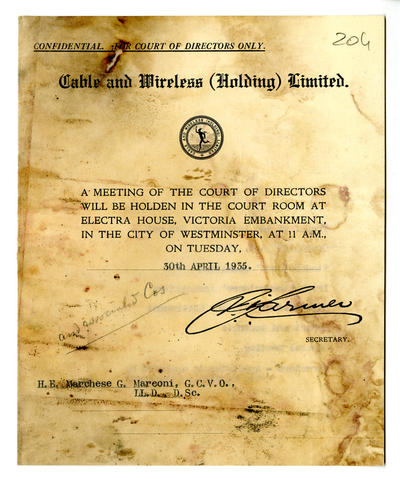 CONFIDENTIAL. FOR COURT OF DIRECTORS ONLY.
204
Cable and Wireless (Holding) Limited.
A MEETING OF THE COURT OF DIRECTORS
WILL BE HOLDEN IN THE COURT ROOM AT
ELECTRA HOUSE, VICTORIA EMBANKMENT,
IN THE CITY OF WESTMINSTER, AT 11 A.M.,
ON TUESDAY,
30th APRIL 1935.
and associated Cos
SECRETARY.
H.E. Marchese G. Marconi, G.C.V.O.,
LL.D. D.Sc.